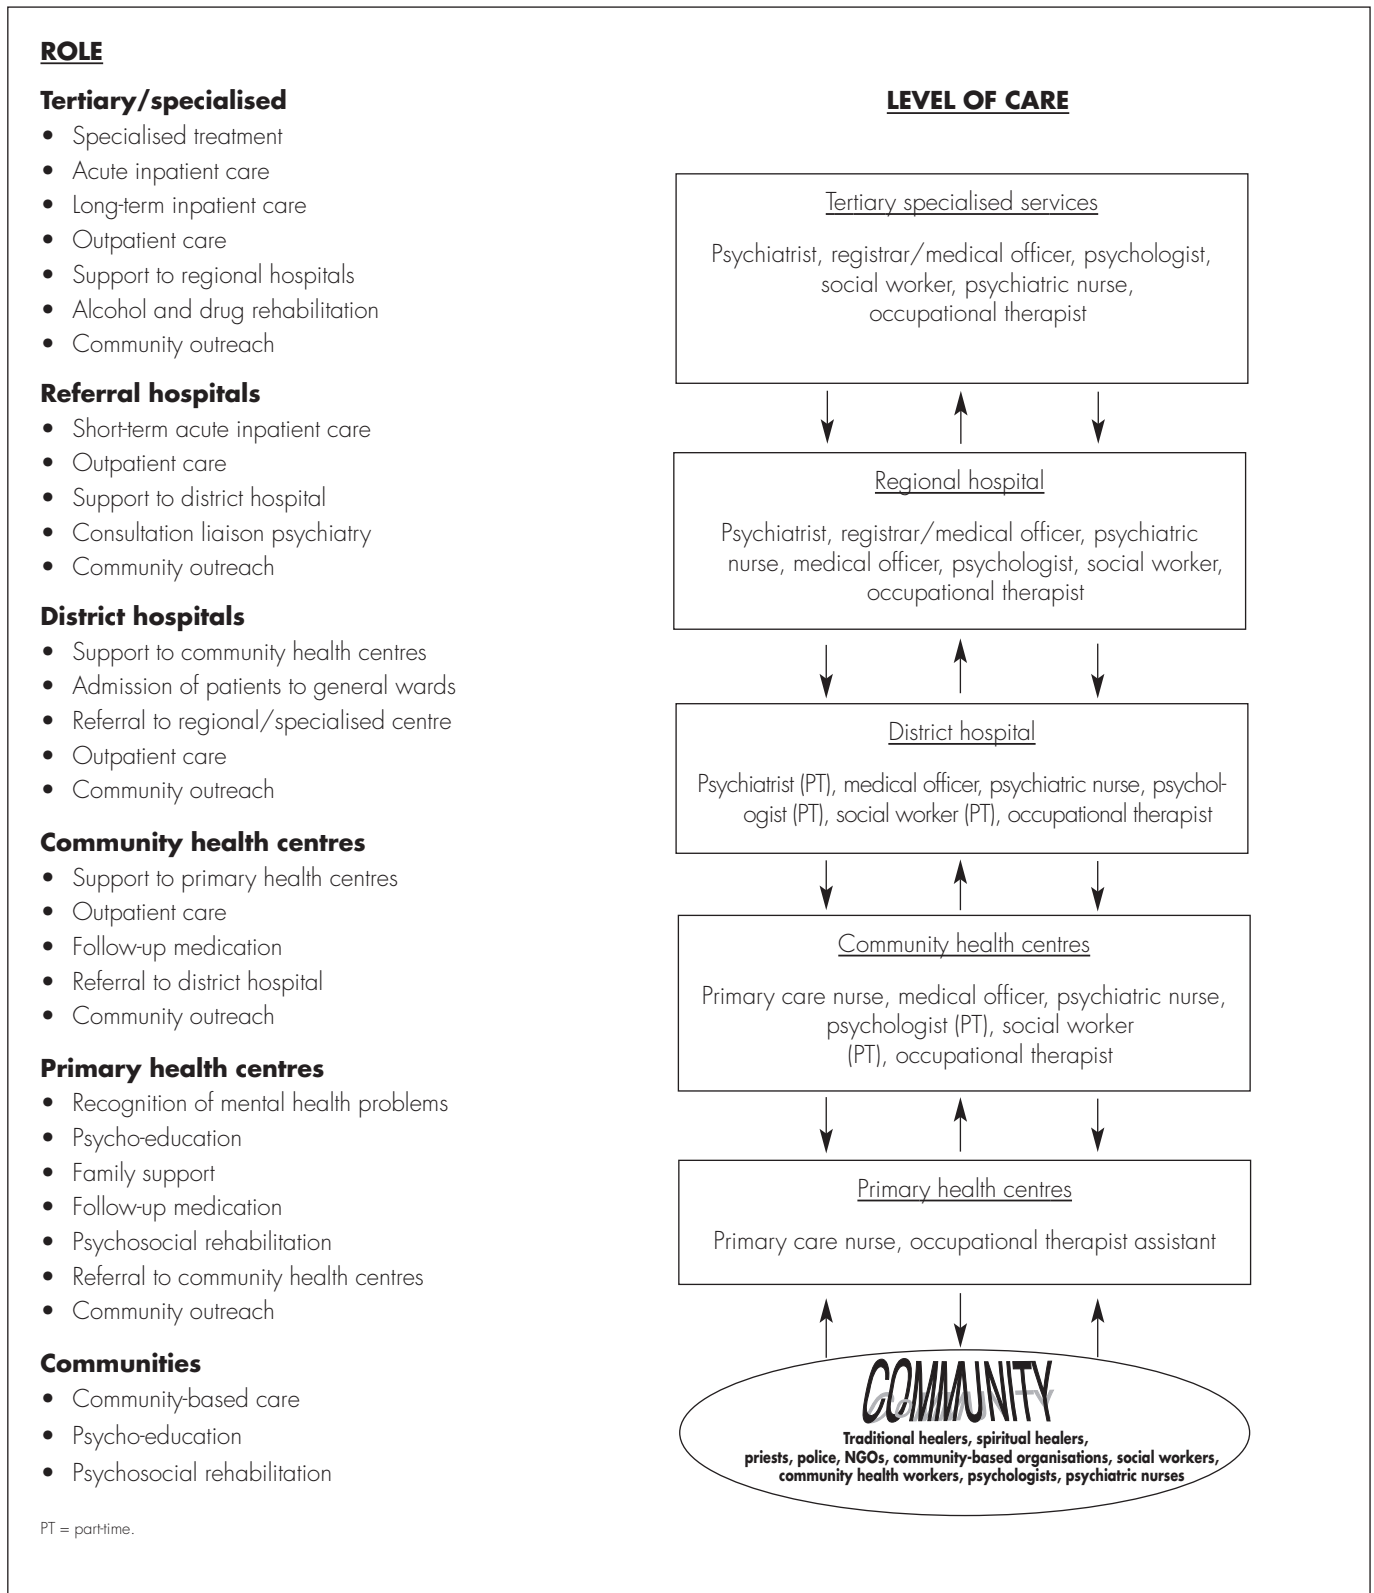 ROLE
Tertiary/specialised
• Specialised treatment
• Acute inpatient care
• Long-term inpatient care
• Outpatient care
• Support to regional hospitals
• Alcohol and drug rehabilitation
• Community outreach
Referral hospitals
• Short-term acute inpatient care
• Outpatient care
• Support to district hospital
• Consultation liaison psychiatry
• Community outreach
District hospitals
• Support to community health centres
• Admission of patients to general wards
• Referral to regional/specialised centre
• Outpatient care
• Community outreach
Community health centres
• Support to primary health centres
• Outpatient care
• Follow-up medication
• Referral to district hospital
• Community outreach
Primary health centres
• Recognition of mental health problems
• Psycho-education
• Family support
• Follow-up medication
• Psychosocial rehabilitation
• Referral to community health centres
• Community outreach
Communities
• Community-based care
• Psycho-education
• Psychosocial rehabilitation
PT = part-time.
LEVEL OF CARE
Tertiary specialised services
Psychiatrist, registrar/medical officer, psychologist,
social worker, psychiatric nurse,
occupational therapist
Regional hospital
Psychiatrist, registrar/medical officer, psychiatric
nurse, medical officer, psychologist, social worker,
occupational therapist
District hospital
Psychiatrist (PT), medical officer, psychiatric nurse, psychol-
ogist (PT), social worker (PT), occupational therapist
Community health centres
Primary care nurse, medical officer, psychiatric nurse,
psychologist (PT), social worker
(PT), occupational therapist
Primary health centres
Primary care nurse, occupational therapist assistant
COMMUNITY
Traditional healers, spiritual healers,
priests, police, NGOs, community-based organisations, social workers,
community health workers, psychologists, psychiatric nurses